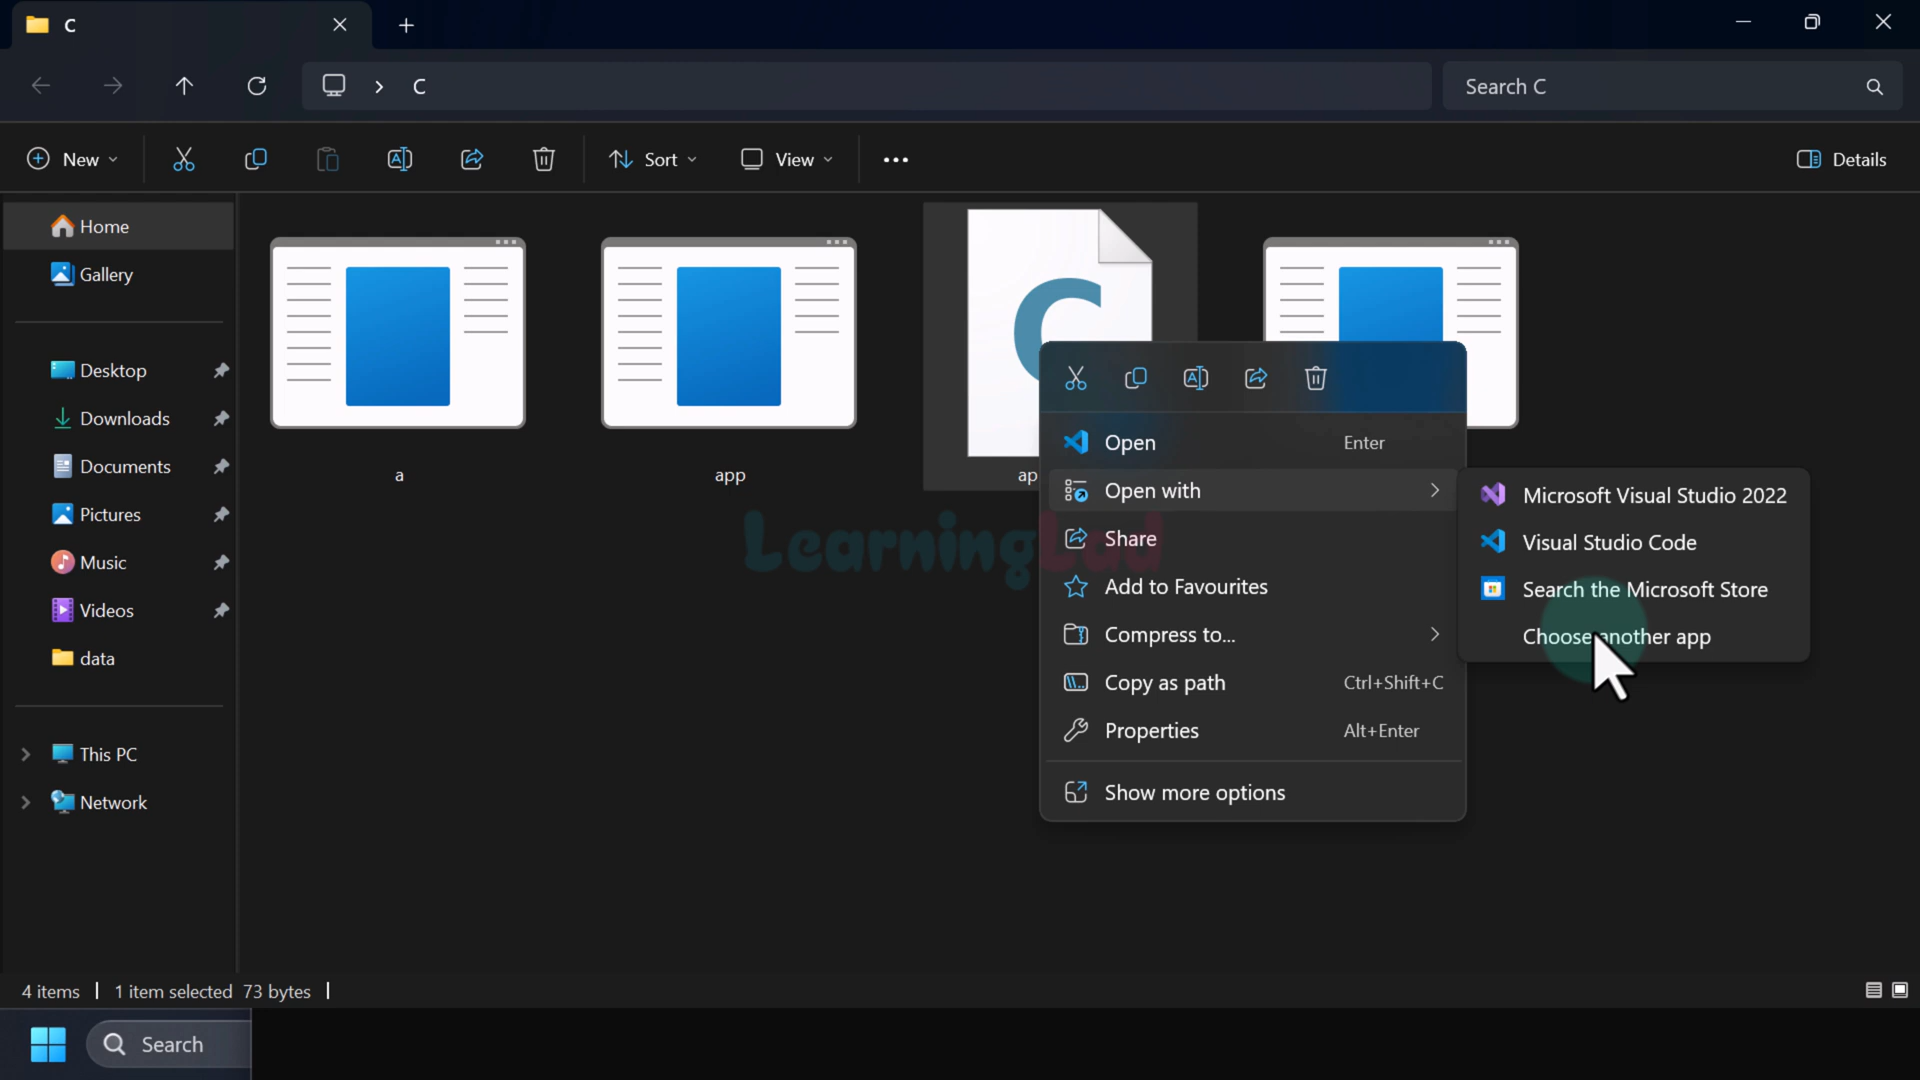 C
C
Search C
New
Sort
View
Details
Home
Gallery
Desktop
Downloads
Documents
Pictures
Music
Videos
data
This PC
Network
C
a
app
ap
LearningLad
Open Enter
Open with
Share
Add to Favourites
Compress to...
Copy as path Ctrl+Shift+C
Properties Alt+Enter
Show more options
Microsoft Visual Studio 2022
Visual Studio Code
Search the Microsoft Store
Choose another app
4 items 1 item selected 73 bytes
Search